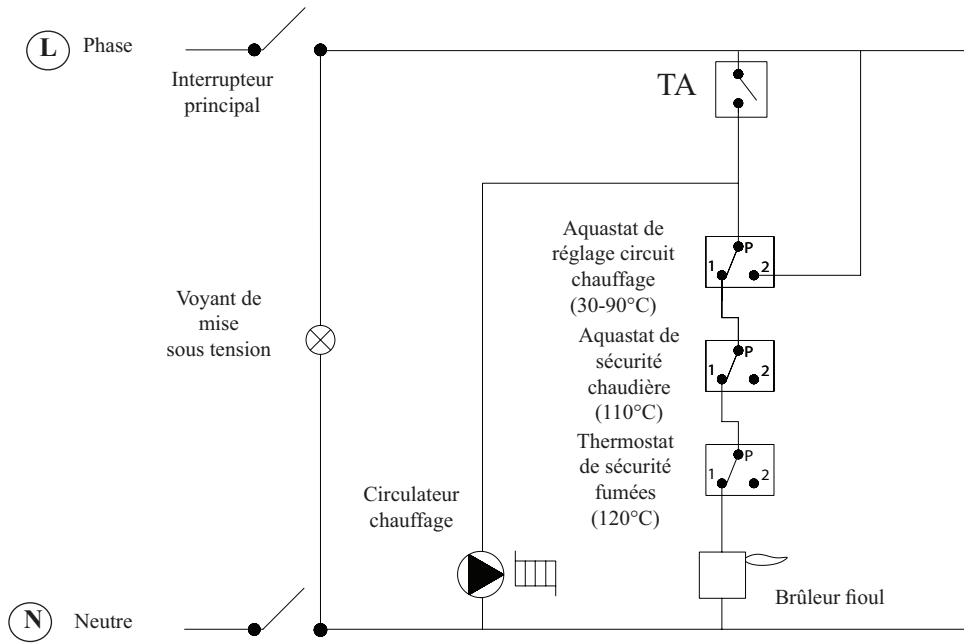 L
Phase
Interrupteur
principal
TA
Aquastat de
réglage circuit
chauffage
(30-90°C)
P
1
2
Voyant de
mise
sous tension
Aquastat de
sécurité
chaudière
(110°C)
P
1
2
Thermostat
de sécurité
fumées
(120°C)
P
1
2
Circulateur
chauffage
Brûleur fioul
N
Neutre